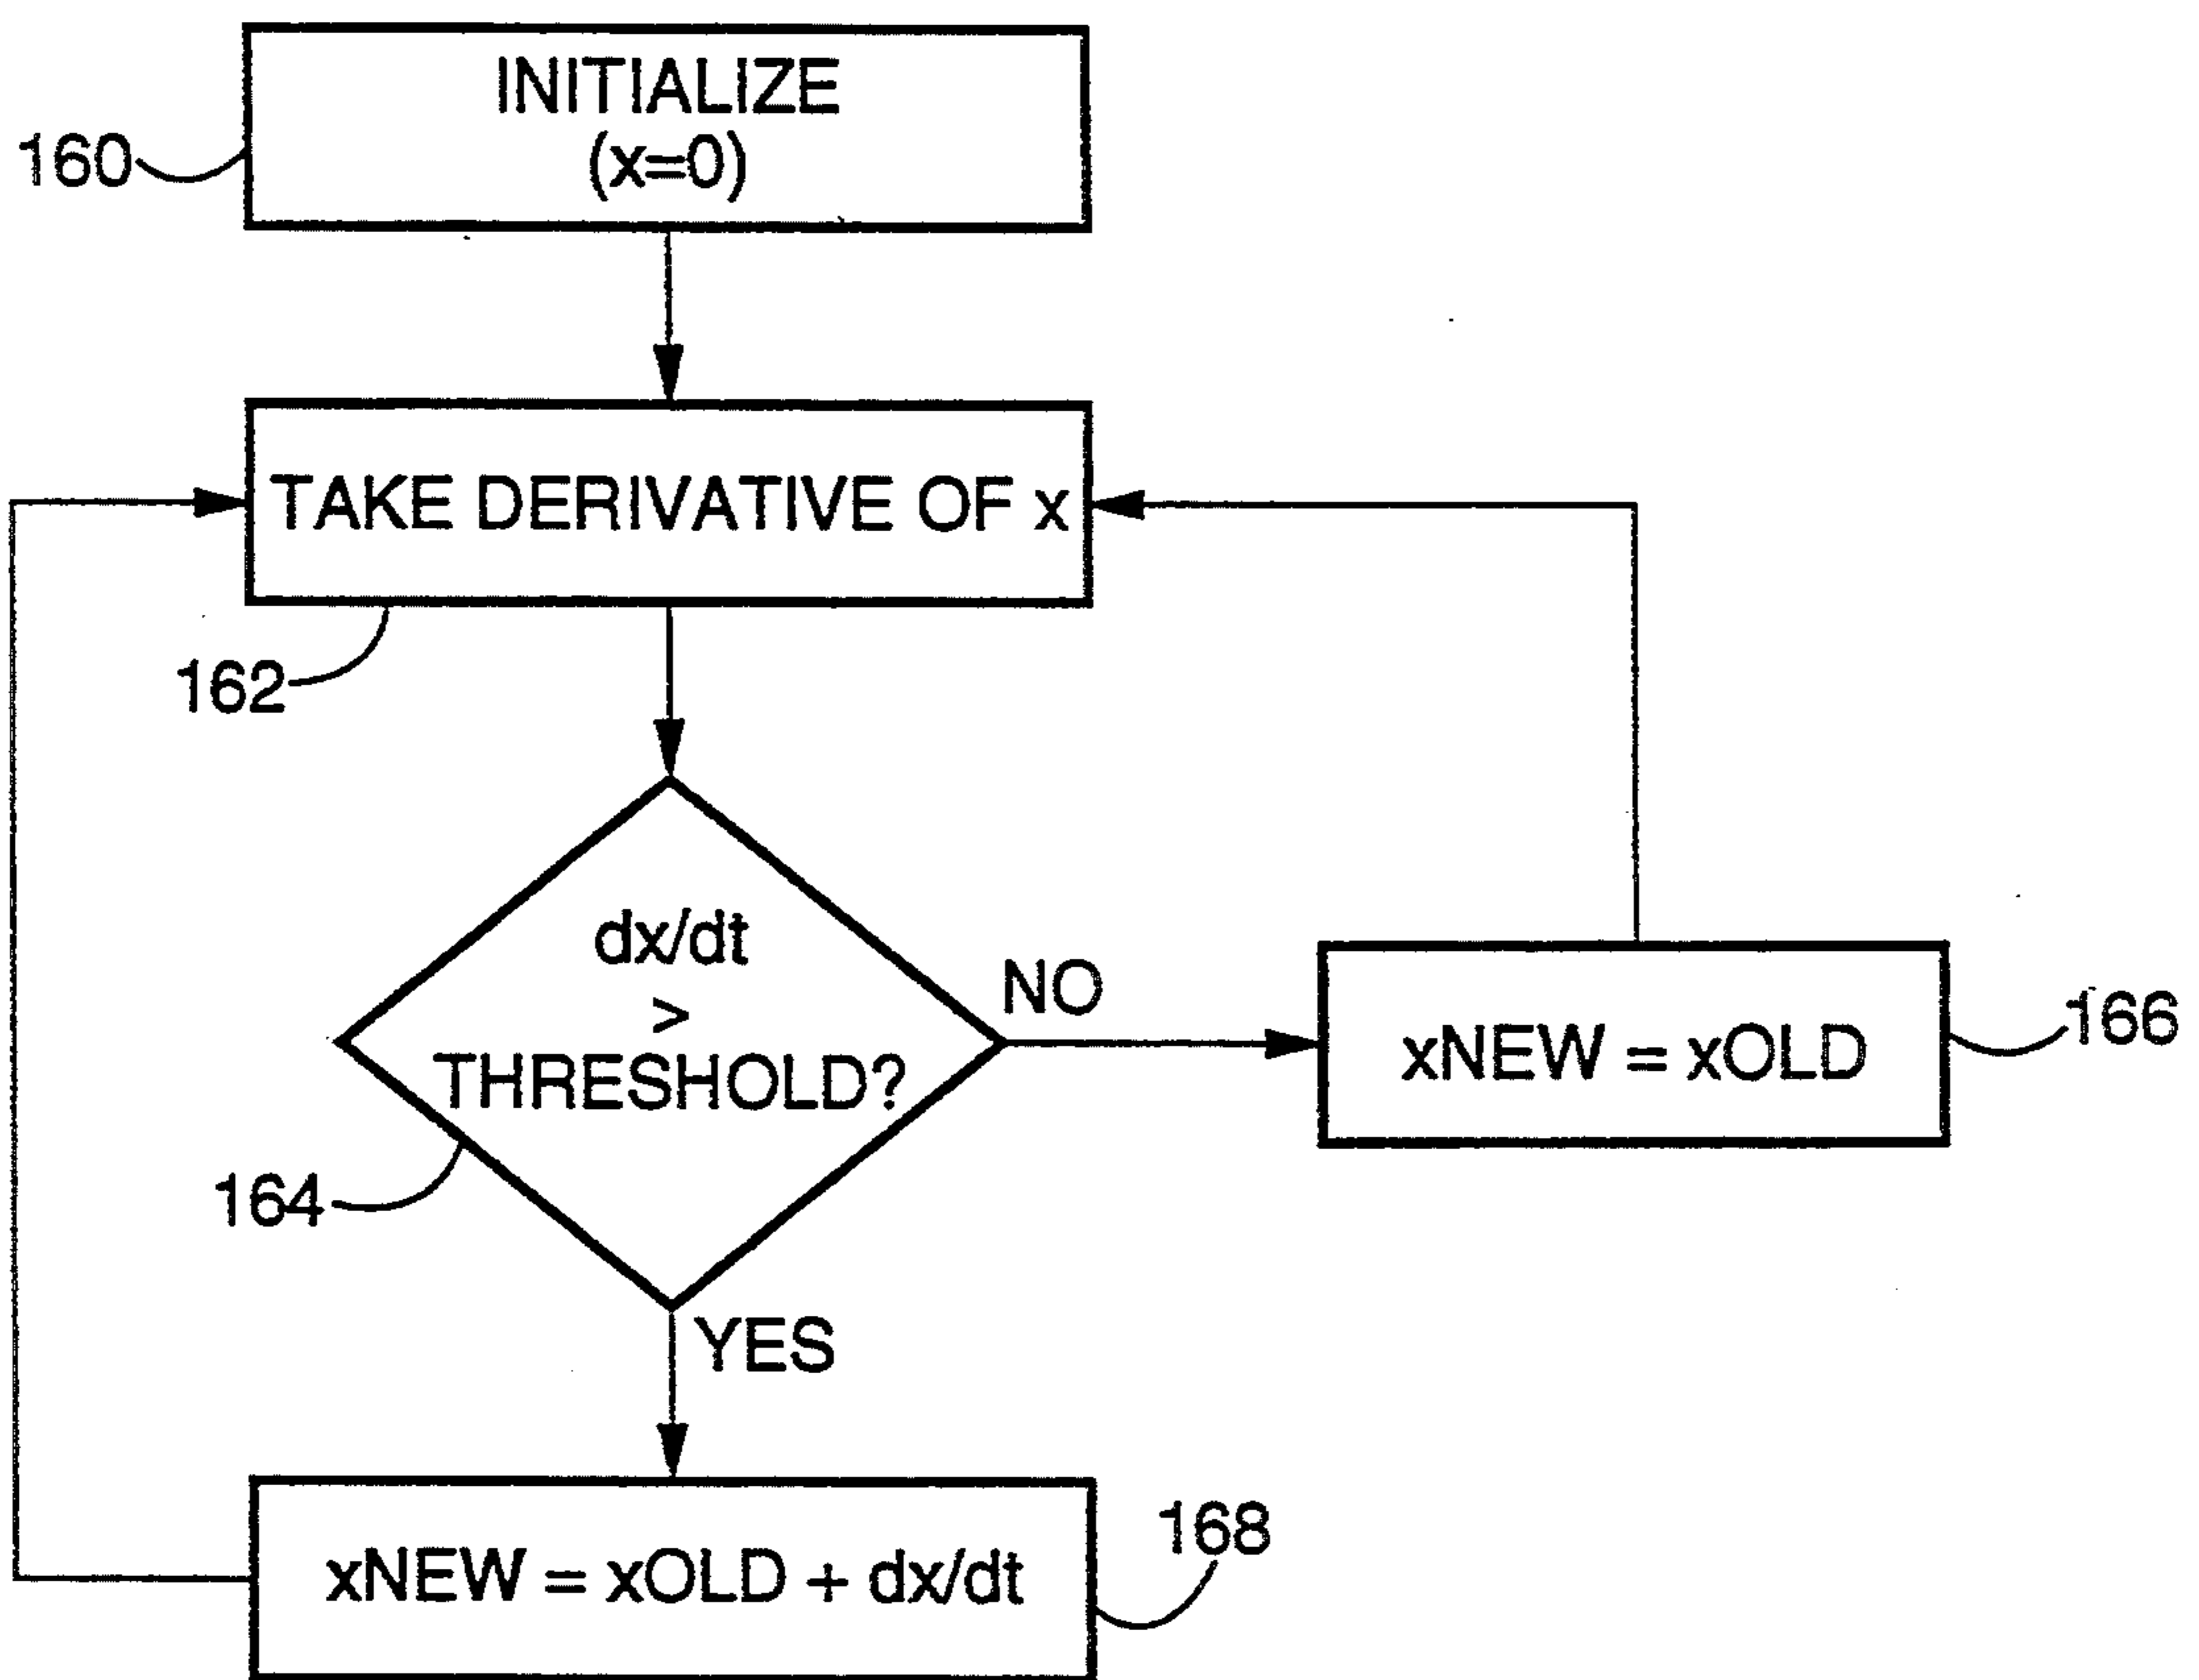 INITIALIZE
(x=0)
160
TAKE DERIVATIVE OF x
162
dx/dt
>
THRESHOLD?
NO
xNEW = xOLD
166
164
YES
168
xNEW = xOLD + dx/dt